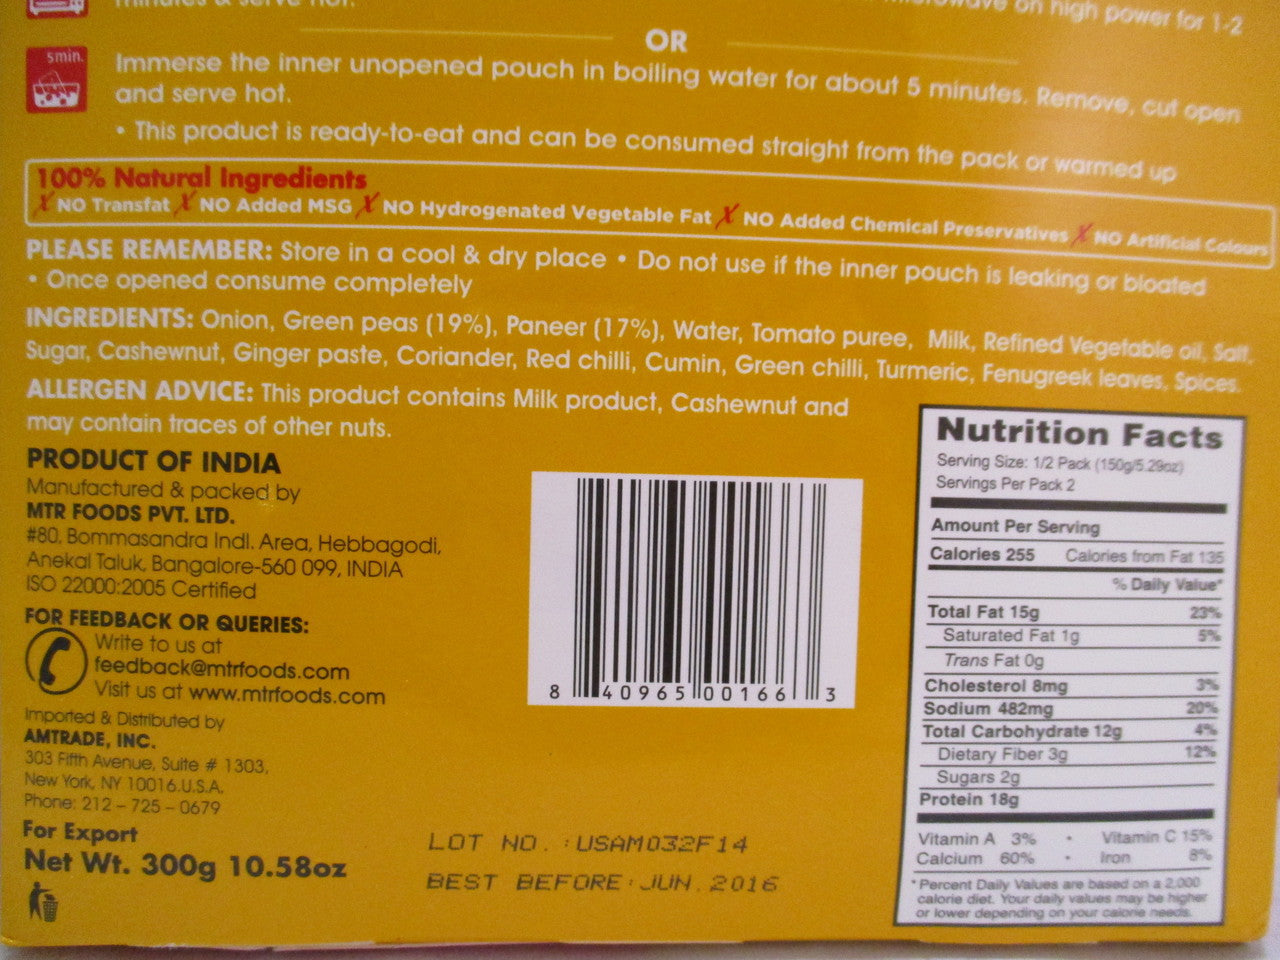 minutes & serve hot. microwave on high power for 1-2
OR
5min.
Immerse the inner unopened pouch in boiling water for about 5 minutes. Remove, cut open
and serve hot.
• This product is ready-to-eat and can be consumed straight from the pack or warmed up
100% Natural Ingredients
✗ NO Transfat ✗ NO Added MSG ✗ NO Hydrogenated Vegetable Fat ✗ NO Added Chemical Preservatives ✗ NO Artificial Colours
PLEASE REMEMBER: Store in a cool & dry place • Do not use if the inner pouch is leaking or bloated
• Once opened consume completely
INGREDIENTS: Onion, Green peas (19%), Paneer (17%), Water, Tomato puree, Milk, Refined Vegetable oil, Salt,
Sugar, Cashewnut, Ginger paste, Coriander, Red chilli, Cumin, Green chilli, Turmeric, Fenugreek leaves, Spices.
ALLERGEN ADVICE: This product contains Milk product, Cashewnut and
may contain traces of other nuts.
PRODUCT OF INDIA
Manufactured & packed by
MTR FOODS PVT. LTD.
#80, Bommasandra Indl. Area, Hebbagodi,
Anekal Taluk, Bangalore-560 099, INDIA
ISO 22000:2005 Certified
FOR FEEDBACK OR QUERIES:
Write to us at
feedback@mtrfoods.com
Visit us at www.mtrfoods.com
Imported & Distributed by
AMTRADE, INC.
303 Fifth Avenue, Suite # 1303,
New York, NY 10016.U.S.A.
Phone: 212 – 725 – 0679
For Export
Net Wt. 300g 10.58oz
8 40965 00166 3
LOT NO. :USAM032F14
BEST BEFORE:JUN.2016
Nutrition Facts
Serving Size: 1/2 Pack (150g/5.29oz)
Servings Per Pack 2
Amount Per Serving
Calories 255 Calories from Fat 135
% Daily Value*
Total Fat 15g 23%
Saturated Fat 1g 5%
Trans Fat 0g
Cholesterol 8mg 3%
Sodium 482mg 20%
Total Carbohydrate 12g 4%
Dietary Fiber 3g 12%
Sugars 2g
Protein 18g
Vitamin A 3% • Vitamin C 15%
Calcium 60% • Iron 8%
*Percent Daily Values are based on a 2,000
calorie diet. Your daily values may be higher
or lower depending on your calorie needs.